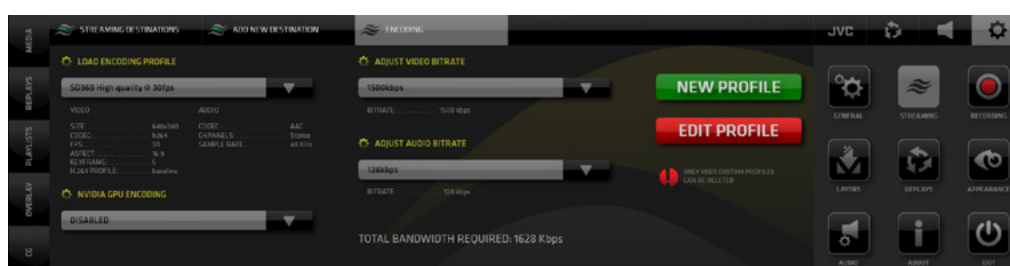 MEDIA
REPLAYS
PLAYLISTS
OVERLAY
CG
STREAMING DESTINATIONS
ADD NEW DESTINATION
ENCODING
JVC
LOAD ENCODING PROFILE
SD360 High quality @ 30fps
VIDEO
SIZE 640x360
CODEC H.264
FPS 30
ASPECT 16:9
KEYFRAME 5
H.264 PROFILE: baseline
AUDIO
CODEC AAC
CHANNELS Stereo
SAMPLE RATE 48 KHz
NVIDIA GPU ENCODING
DISABLED
ADJUST VIDEO BITRATE
1500kbps
BITRATE 1500 kbps
ADJUST AUDIO BITRATE
128kbps
BITRATE 128 kbps
TOTAL BANDWIDTH REQUIRED: 1628 Kbps
NEW PROFILE
EDIT PROFILE
ONLY USER CUSTOM PROFILES
CAN BE DELETED
GENERAL
STREAMING
RECORDING
LAYERS
REPLAYS
APPEARANCE
AUDIO
ABOUT
EXIT